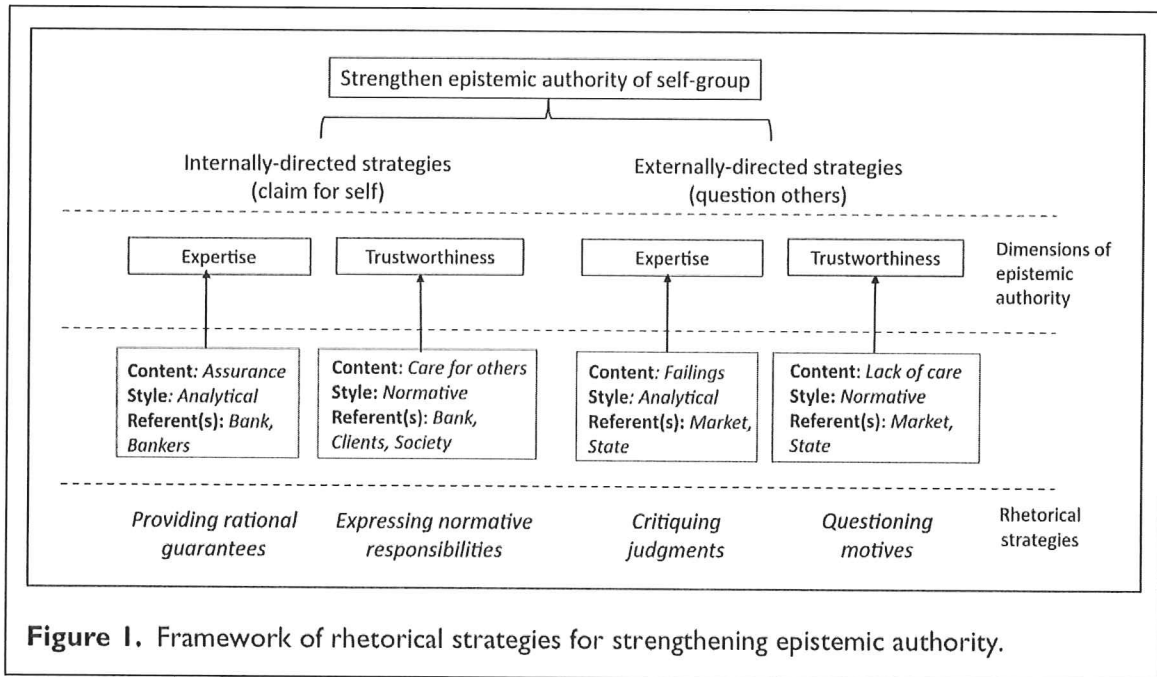 Strengthen epistemic authority of self-group
Internally-directed strategies
(claim for self)
Externally-directed strategies
(question others)
Expertise
Trustworthiness
Expertise
Trustworthiness
Dimensions of
epistemic
authority
Content: Assurance
Style: Analytical
Referent(s): Bank,
Bankers
Content: Care for others
Style: Normative
Referent(s): Bank,
Clients, Society
Content: Failings
Style: Analytical
Referent(s): Market,
State
Content: Lack of care
Style: Normative
Referent(s): Market,
State
Providing rational
guarantees
Expressing normative
responsibilities
Critiquing
judgments
Questioning
motives
Rhetorical
strategies
Figure 1. Framework of rhetorical strategies for strengthening epistemic authority.